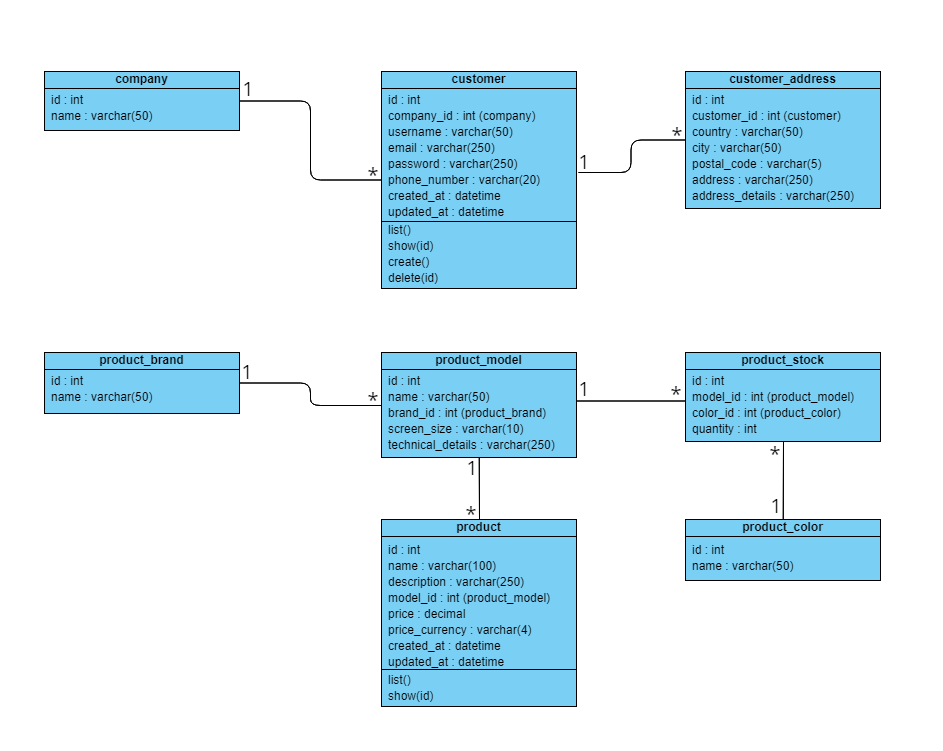 company
id : int
name : varchar(50)
1
*
customer
id : int
company_id : int (company)
username : varchar(50)
email : varchar(250)
password : varchar(250)
phone_number : varchar(20)
created_at : datetime
updated_at : datetime
list()
show(id)
create()
delete(id)
1
*
customer_address
id : int
customer_id : int (customer)
country : varchar(50)
city : varchar(50)
postal_code : varchar(5)
address : varchar(250)
address_details : varchar(250)
product_brand
id : int
name : varchar(50)
1
*
product_model
id : int
name : varchar(50)
brand_id : int (product_brand)
screen_size : varchar(10)
technical_details : varchar(250)
1
*
product_stock
id : int
model_id : int (product_model)
color_id : int (product_color)
quantity : int
1
*
product
id : int
name : varchar(100)
description : varchar(250)
model_id : int (product_model)
price : decimal
price_currency : varchar(4)
created_at : datetime
updated_at : datetime
list()
show(id)
*
1
product_color
id : int
name : varchar(50)